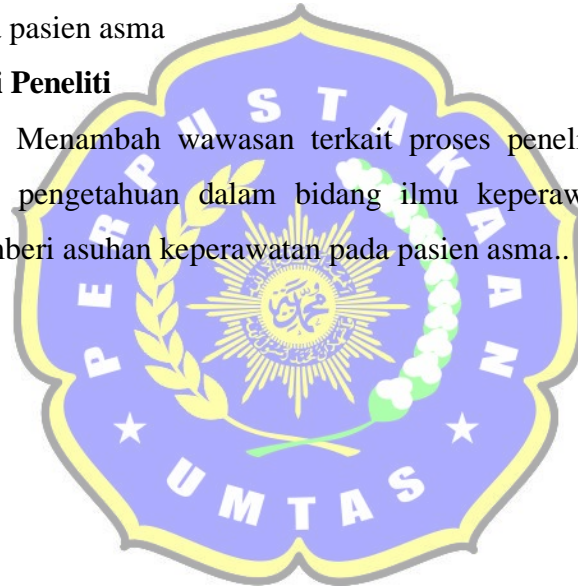 pasien asma
i Peneliti
Menambah wawasan terkait proses penel
pengetahuan dalam bidang ilmu keperaw
beri asuhan keperawatan pada pasien asma..
PERPUSTAKAAN
UMTAS